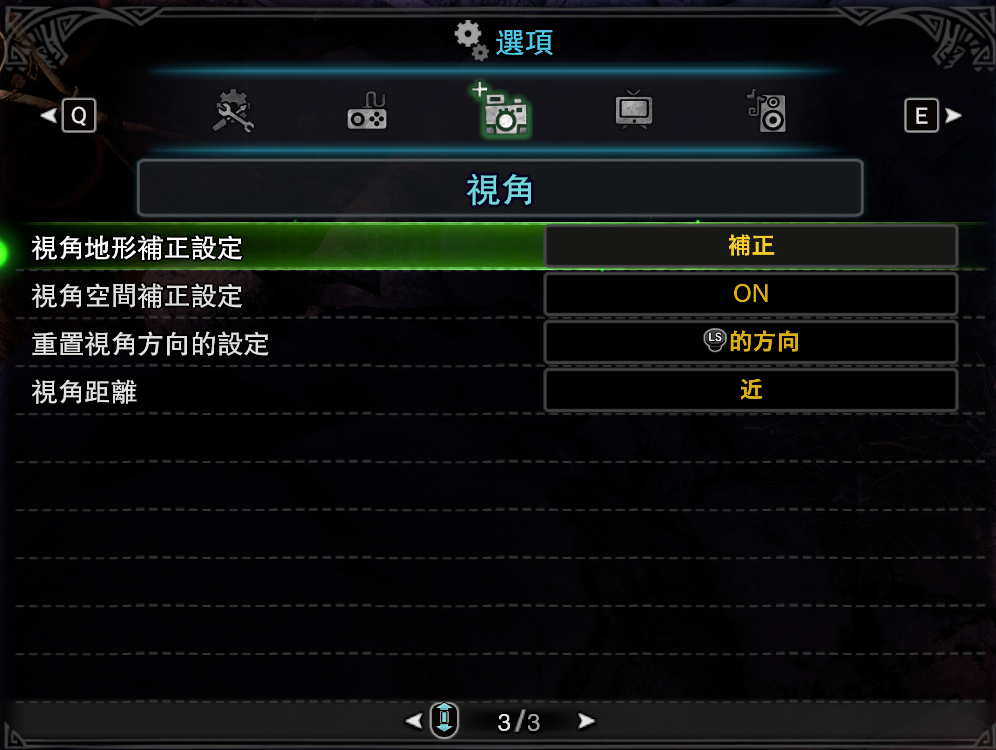 選項
Q
E
視角
視角地形補正設定
補正
視角空間補正設定
ON
重置視角方向的設定
LS的方向
視角距離
近
3/3